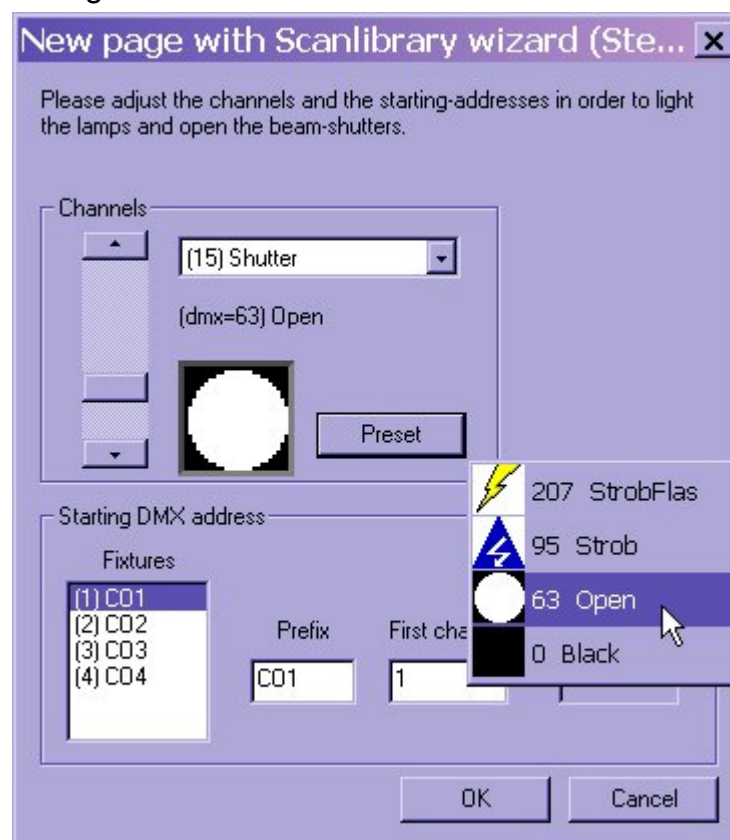 New page with Scanlibrary wizard (Ste...
Please adjust the channels and the starting-addresses in order to light
the lamps and open the beam-shutters.
Channels
(15) Shutter
(dmx=63) Open
Preset
207 StrobFlas
95 Strob
63 Open
0 Black
Starting DMX address
Fixtures
(1) CO1
(2) CO2
(3) CO3
(4) CO4
Prefix
First cha
CO1
1
OK
Cancel